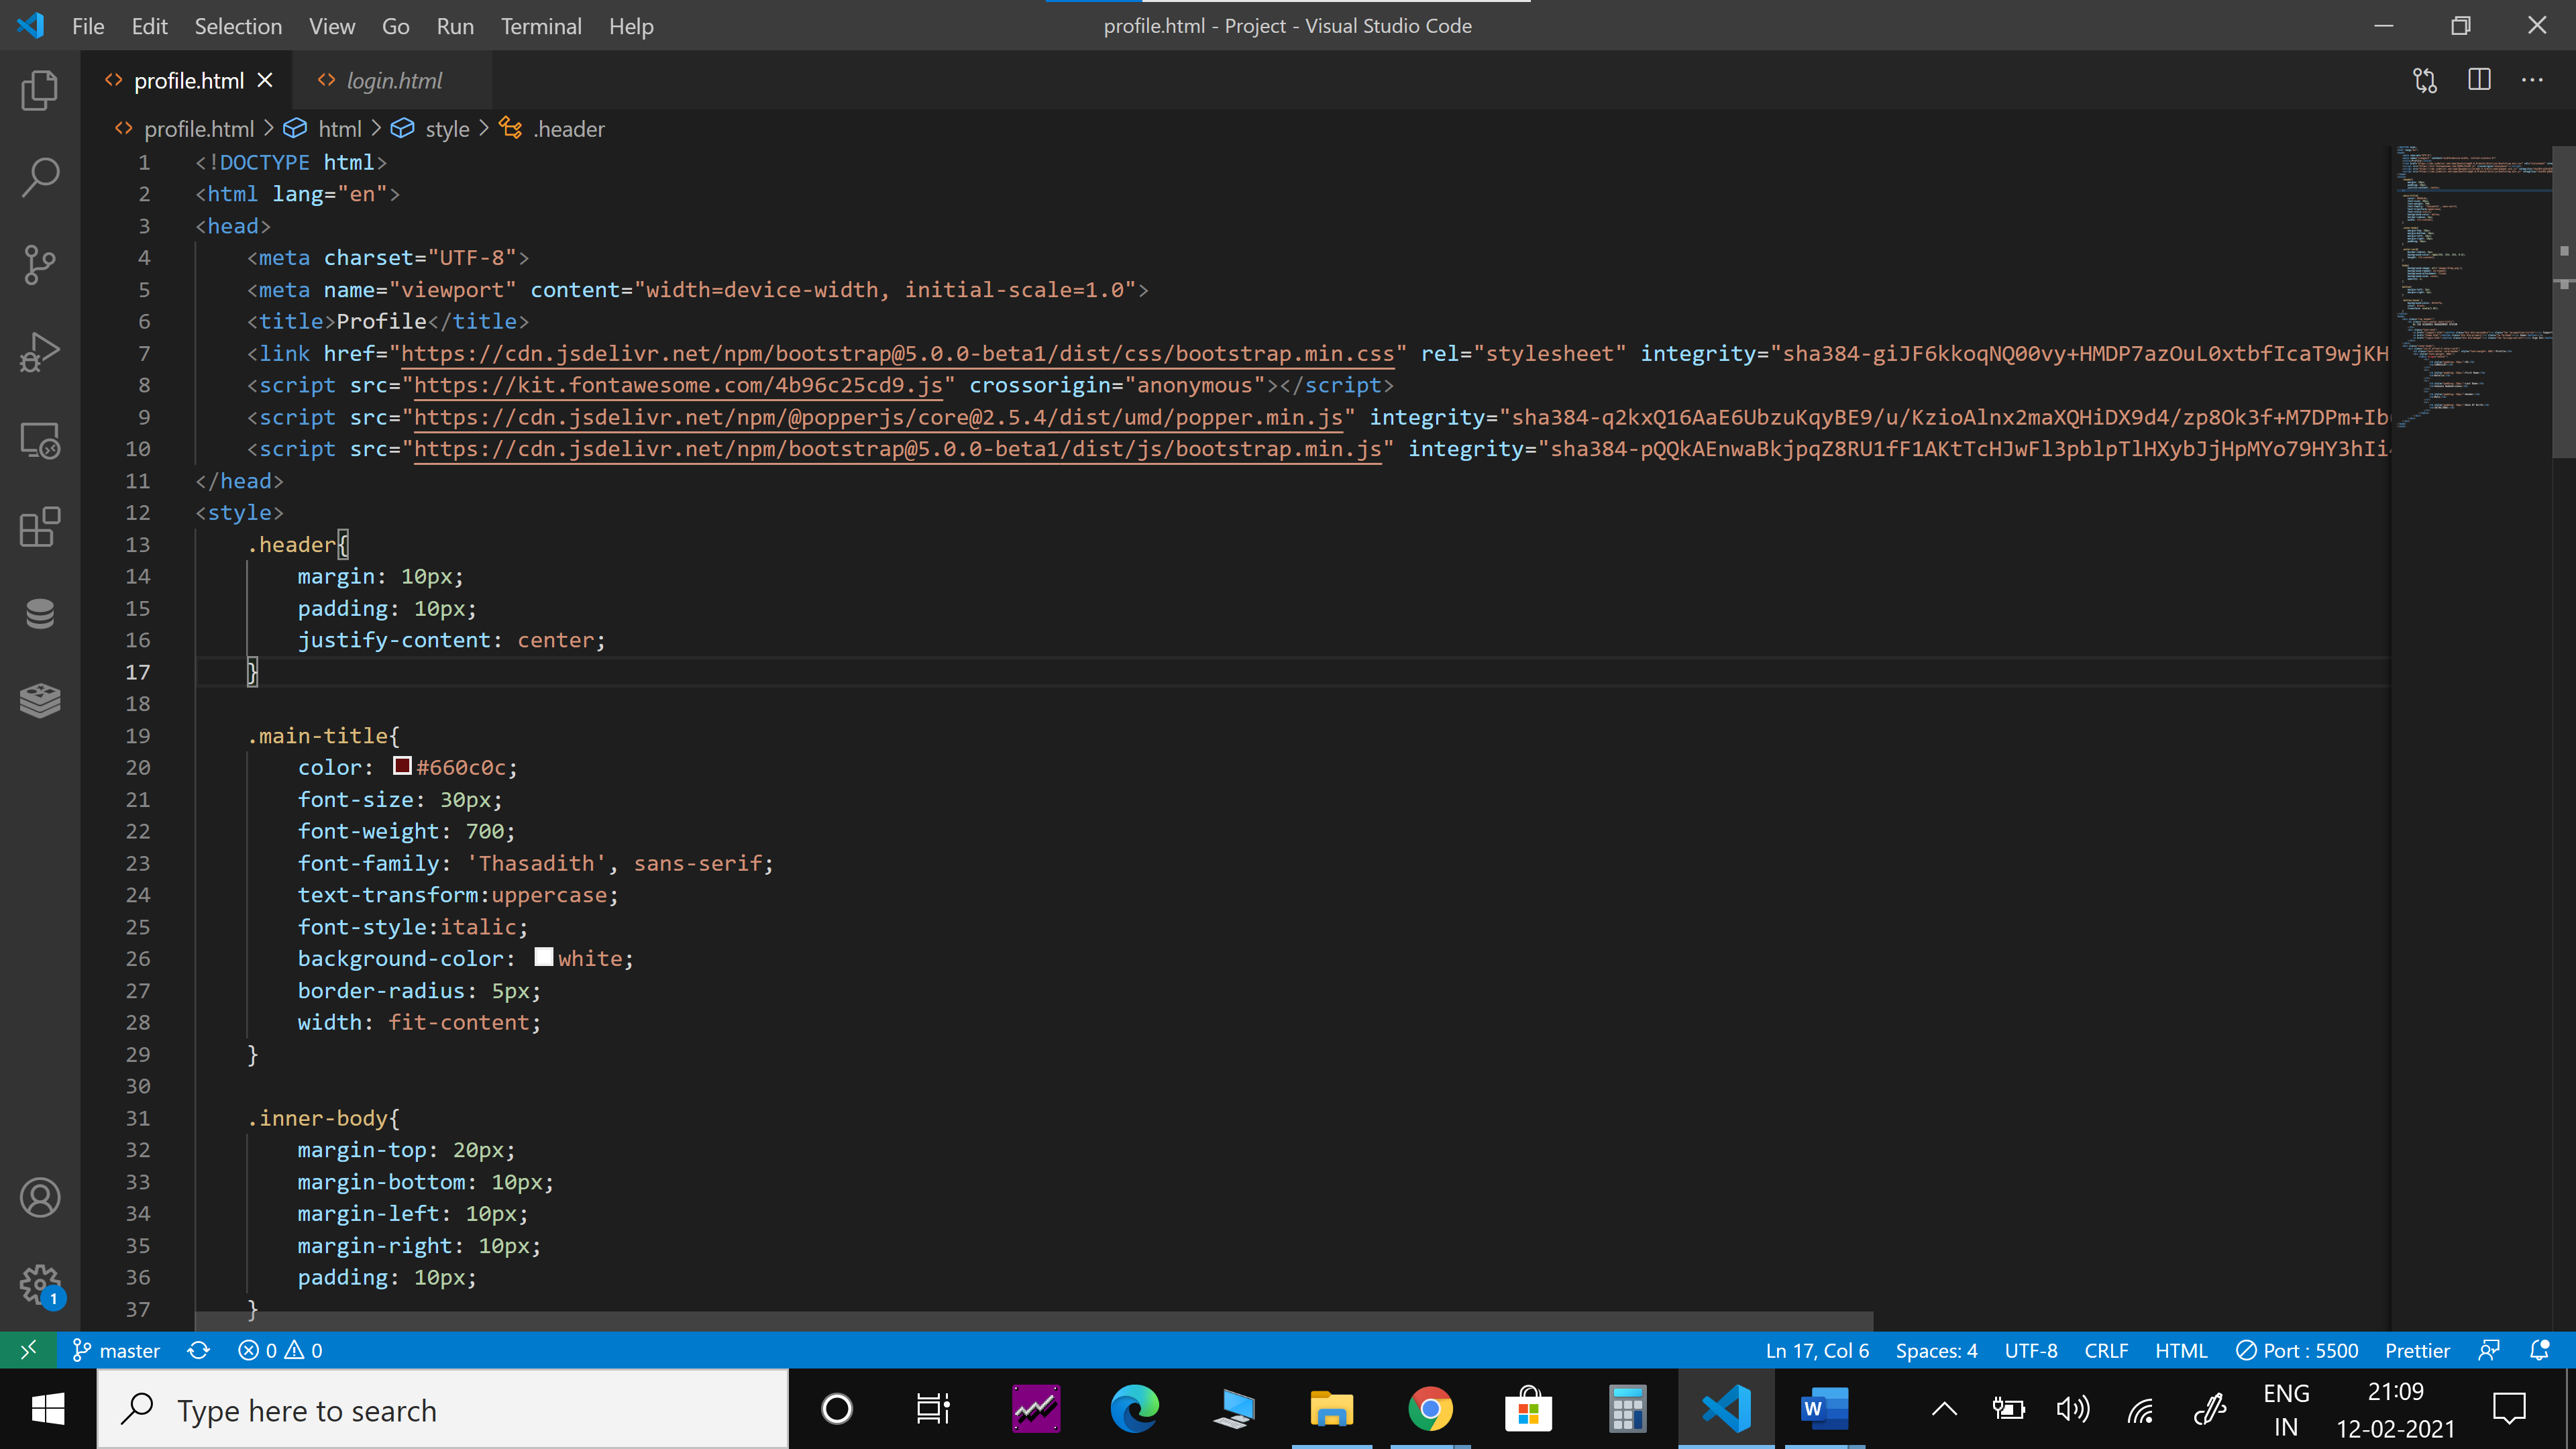 File Edit Selection View Go Run Terminal Help
profile.html - Project - Visual Studio Code
profile.html login.html
profile.html > html > style > .header
1 <!DOCTYPE html>
2 <html lang="en">
3 <head>
4 <meta charset="UTF-8">
5 <meta name="viewport" content="width=device-width, initial-scale=1.0">
6 <title>Profile</title>
7 <link href="https://cdn.jsdelivr.net/npm/bootstrap@5.0.0-beta1/dist/css/bootstrap.min.css" rel="stylesheet" integrity="sha384-giJF6kkoqNQ00vy+HMDP7azOuL0xtbfIcaT9wjKH
8 <script src="https://kit.fontawesome.com/4b96c25cd9.js" crossorigin="anonymous"></script>
9 <script src="https://cdn.jsdelivr.net/npm/@popperjs/core@2.5.4/dist/umd/popper.min.js" integrity="sha384-q2kxQ16AaE6UbzuKqyBE9/u/KzioAlnx2maXQHiDX9d4/zp8Ok3f+M7DPm+Ib
10 <script src="https://cdn.jsdelivr.net/npm/bootstrap@5.0.0-beta1/dist/js/bootstrap.min.js" integrity="sha384-pQQkAEnwaBkjpqZ8RU1fF1AKtTcHJwFl3pblpTlHXybJjHpMYo79HY3hIi4
11 </head>
12 <style>
13 .header{
14 margin: 10px;
15 padding: 10px;
16 justify-content: center;
17 }
18
19 .main-title{
20 color: #660c0c;
21 font-size: 30px;
22 font-weight: 700;
23 font-family: 'Thasadith', sans-serif;
24 text-transform:uppercase;
25 font-style:italic;
26 background-color: white;
27 border-radius: 5px;
28 width: fit-content;
29 }
30
31 .inner-body{
32 margin-top: 20px;
33 margin-bottom: 10px;
34 margin-left: 10px;
35 margin-right: 10px;
36 padding: 10px;
37 }
1
master 0 0 Ln 17, Col 6 Spaces: 4 UTF-8 CRLF HTML Port : 5500 Prettier
Type here to search
W
ENG
IN
21:09
12-02-2021